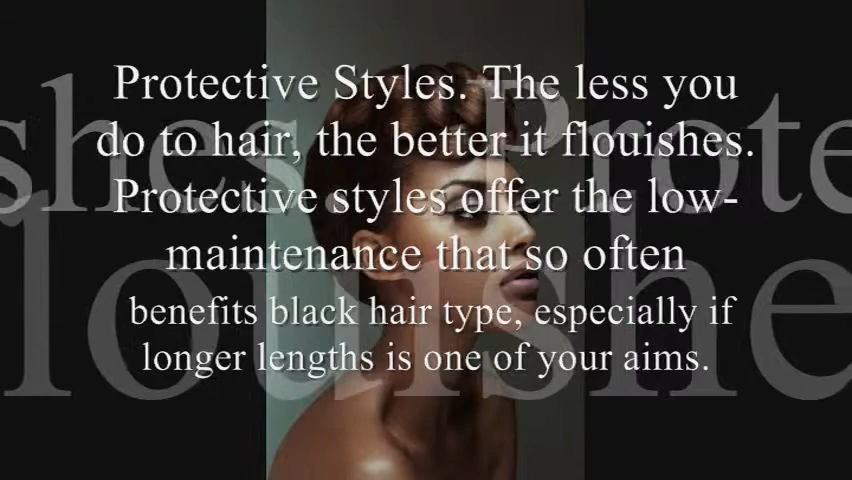 Protective Styles. The less you
do to hair, the better it flouishes.
Protective styles offer the low-
maintenance that so often
benefits black hair type, especially if
longer lengths is one of your aims.